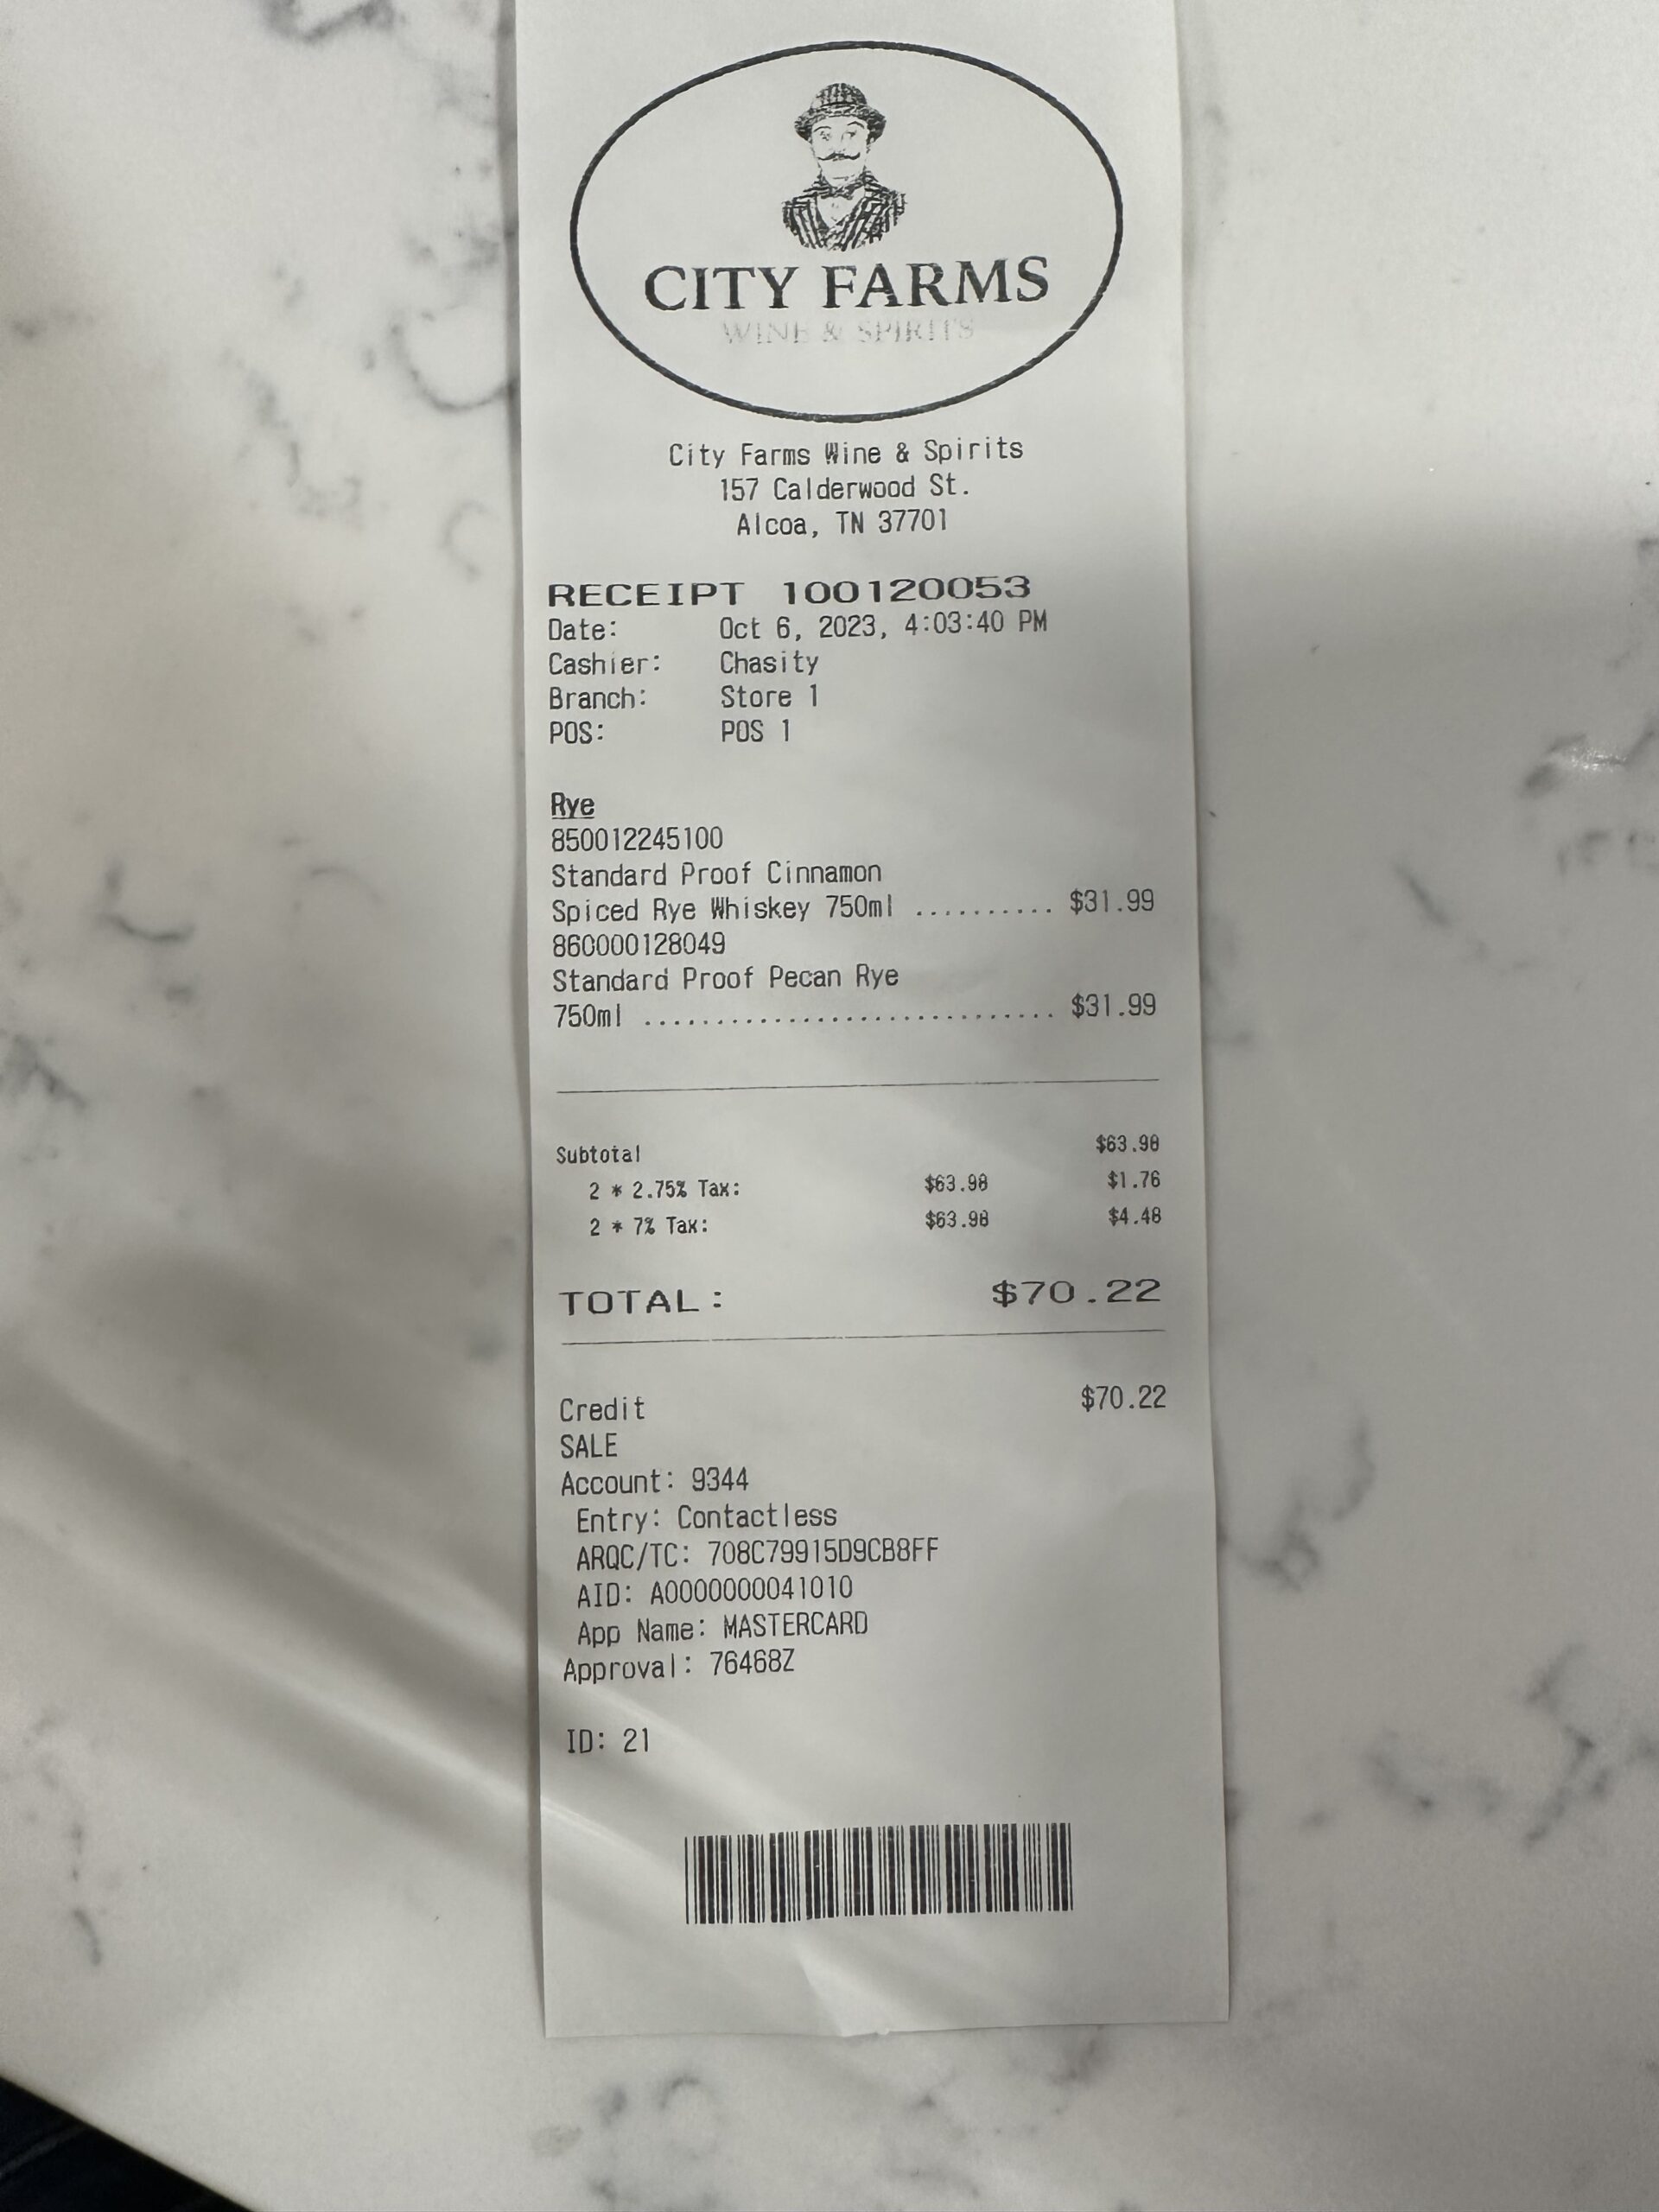 CITY FARMS
WINE & SPIRITS
City Farms Wine & Spirits
157 Calderwood St.
Alcoa, TN 37701
RECEIPT 100120053
Date: Oct 6, 2023, 4:03:40 PM
Cashier: Chasity
Branch: Store 1
POS: POS 1
Rye
850012245100
Standard Proof Cinnamon
Spiced Rye Whiskey 750ml .......... $31.99
860000128049
Standard Proof Pecan Rye
750ml ............................. $31.99
Subtotal $63.98
2 * 2.75% Tax: $63.98 $1.76
2 * 7% Tax: $63.98 $4.48
TOTAL: $70.22
Credit $70.22
SALE
Account: 9344
Entry: Contactless
ARQC/TC: 708C79915D9CB8FF
AID: A0000000041010
App Name: MASTERCARD
Approval: 76468Z
ID: 21